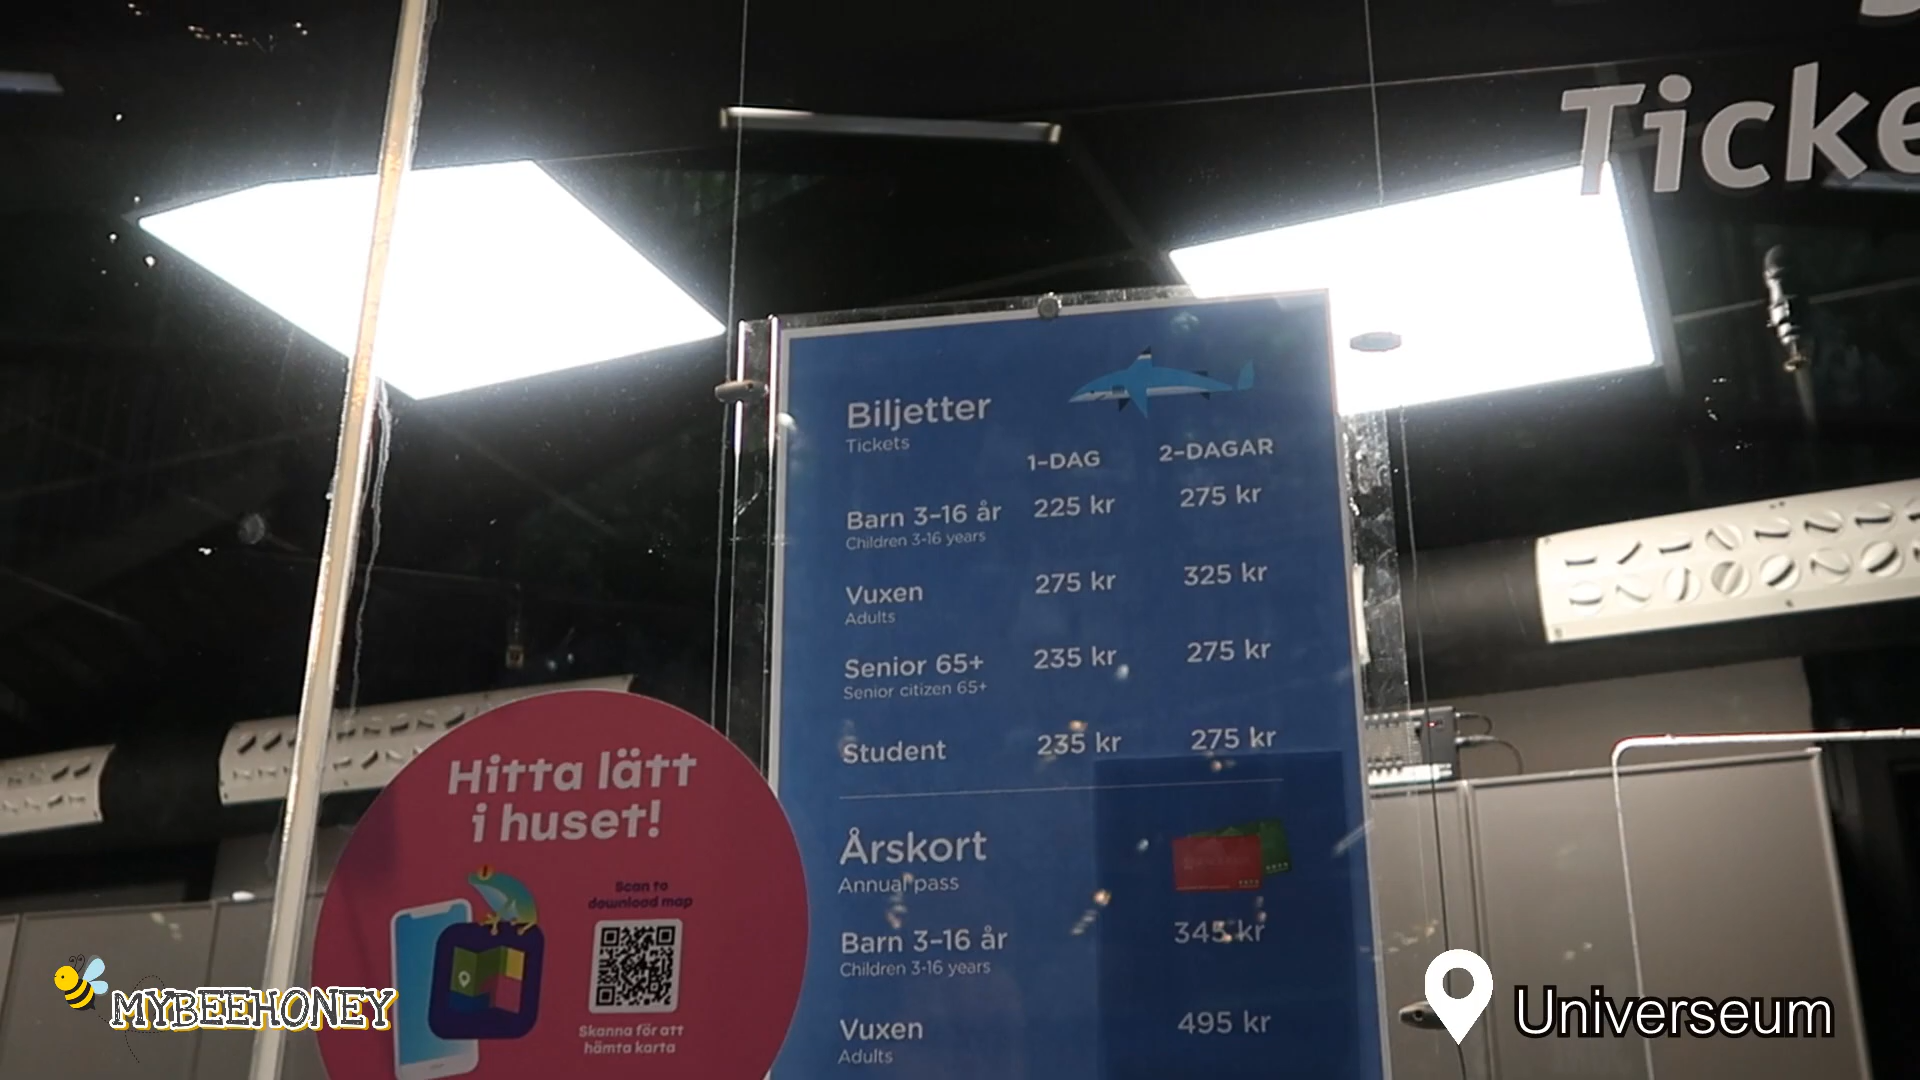 Ticke
Biljetter
Tickets
1-DAG 2-DAGAR
Barn 3-16 år 225 kr 275 kr
Children 3-16 years
Vuxen 275 kr 325 kr
Adults
Senior 65+ 235 kr 275 kr
Senior citizen 65+
Student 235 kr 275 kr
Årskort
Annual pass
Barn 3-16 år 345 kr
Children 3-16 years
Vuxen 495 kr
Adults
Hitta lätt
i huset!
Scan to
download map
Skanna för att
hämta karta
MYBEEHONEY
Universeum